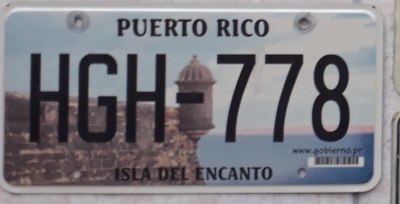 PUERTO RICO
HGH-778
www.gobierno.pr
ISLA DEL ENCANTO